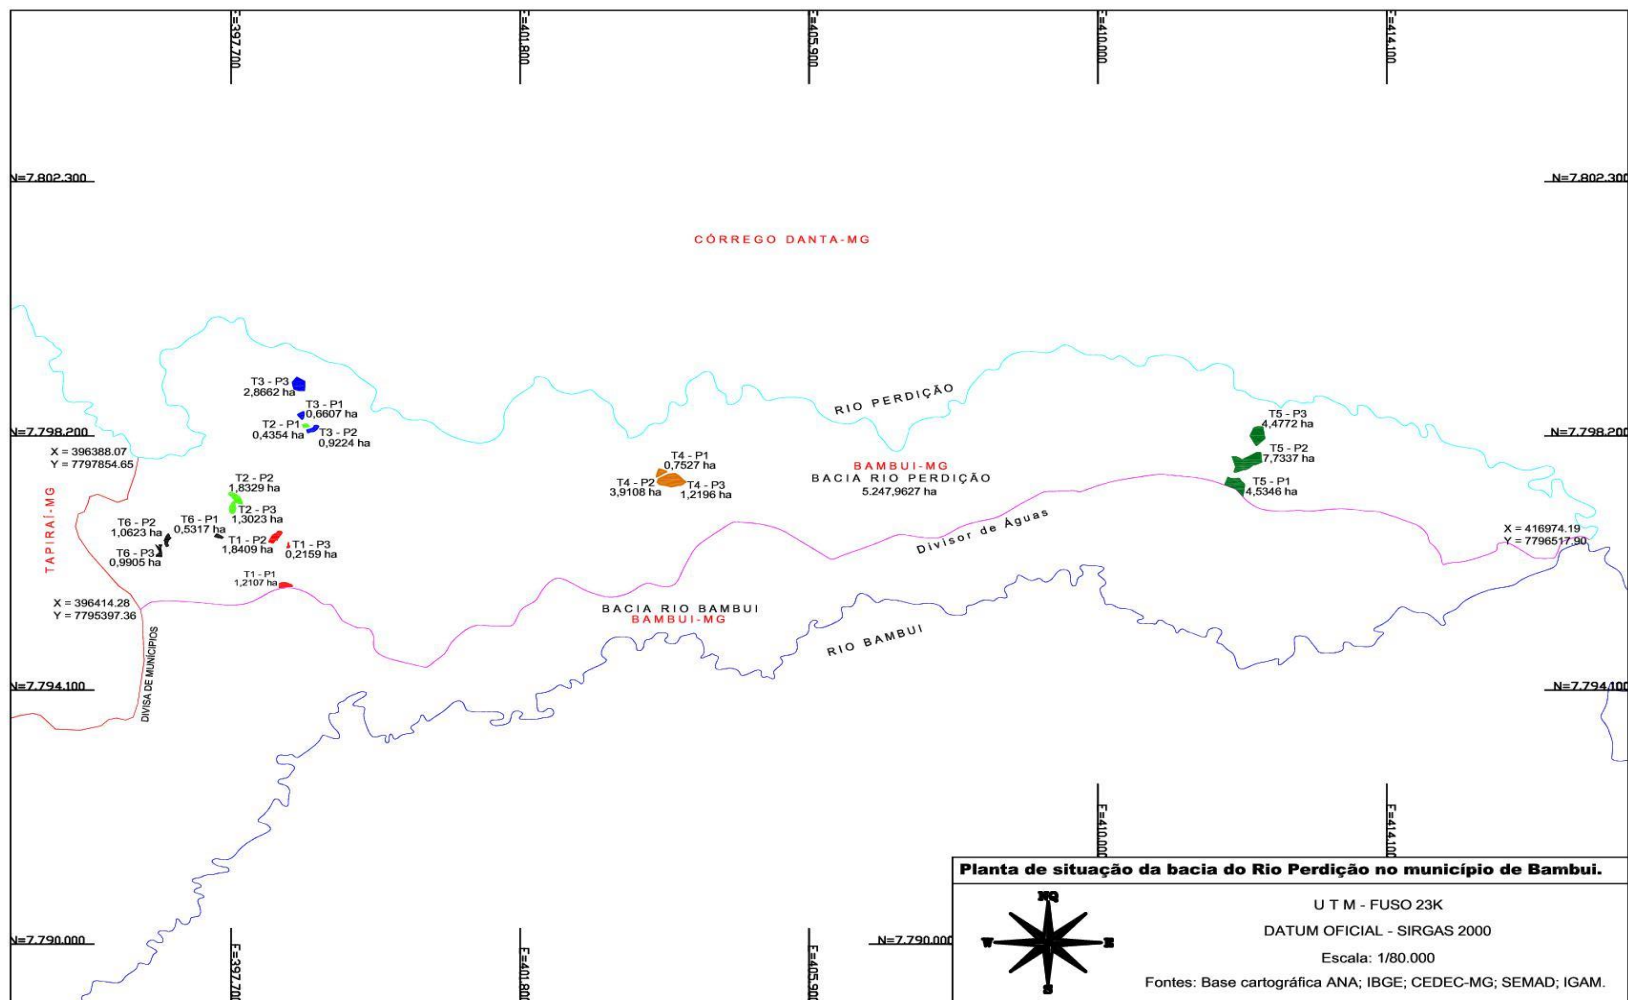 E=397.700
E=401.800
E=405.900
E=410.000
E=414.100
N=7.802.300
N=7.802.300
CÓRREGO DANTA-MG
T3 - P3
2,8662 ha
T3 - P1
0,6607 ha
T2 - P1
0,4354 ha
T3 - P2
0,9224 ha
RIO PERDIÇÃO
T5 - P3
4,4772 ha
N=7.798.200
N=7.798.200
X = 396388.07
Y = 7797854.65
T5 - P2
7,7337 ha
T4 - P1
0,7527 ha
BAMBUI-MG
BACIA RIO PERDIÇÃO
5.247,9627 ha
T2 - P2
1,8329 ha
T4 - P2
3,9108 ha
T4 - P3
1,2196 ha
T5 - P1
4,5346 ha
TAPIRAÍ-MG
T2 - P3
1,3023 ha
T6 - P2
1,0623 ha
T6 - P1
0,5317 ha
T1 - P2
1,8409 ha
T1 - P3
0,2159 ha
T6 - P3
0,9905 ha
Divisor de Águas
X = 416974.19
Y = 7796517.90
T1 - P1
1,2107 ha
X = 396414.28
Y = 7795397.36
BACIA RIO BAMBUI
BAMBUI-MG
RIO BAMBUI
DIVISA DE MUNÍCIPIOS
N=7.794.100
N=7.794.100
E=410.000
E=414.100
N=7.790.000
N=7.790.000
E=397.700
E=401.800
E=405.900
Planta de situação da bacia do Rio Perdição no município de Bambui.
NQ
W
E
S
U T M - FUSO 23K
DATUM OFICIAL - SIRGAS 2000
Escala: 1/80.000
Fontes: Base cartográfica ANA; IBGE; CEDEC-MG; SEMAD; IGAM.